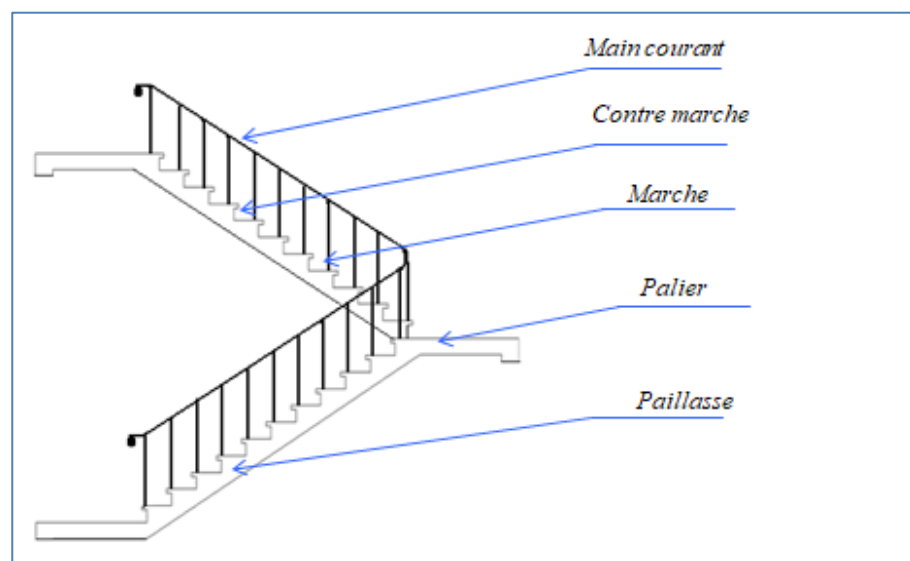 Main courant
Contre marche
Marche
Palier
Paillasse